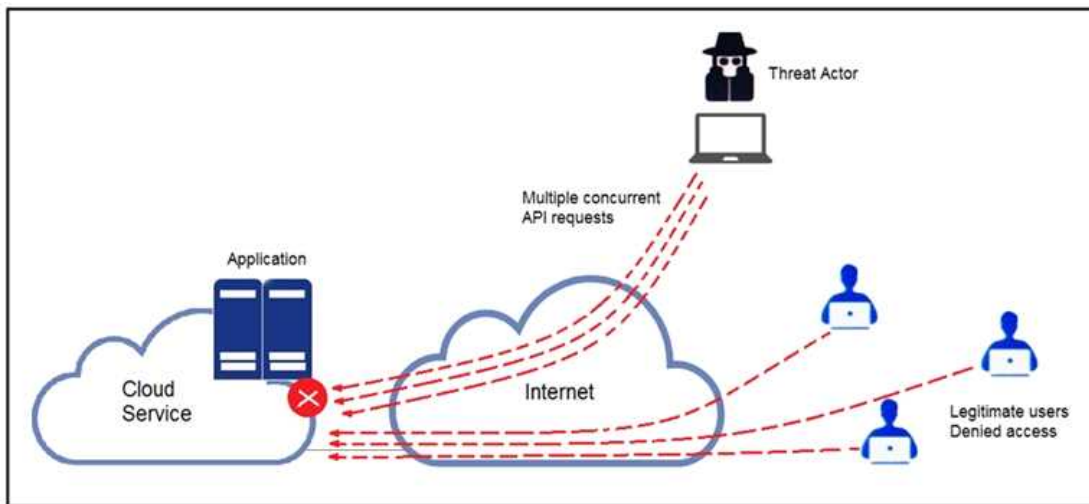 Threat Actor
Multiple concurrent
API requests
Application
Cloud
Service
Internet
Legitimate users
Denied access